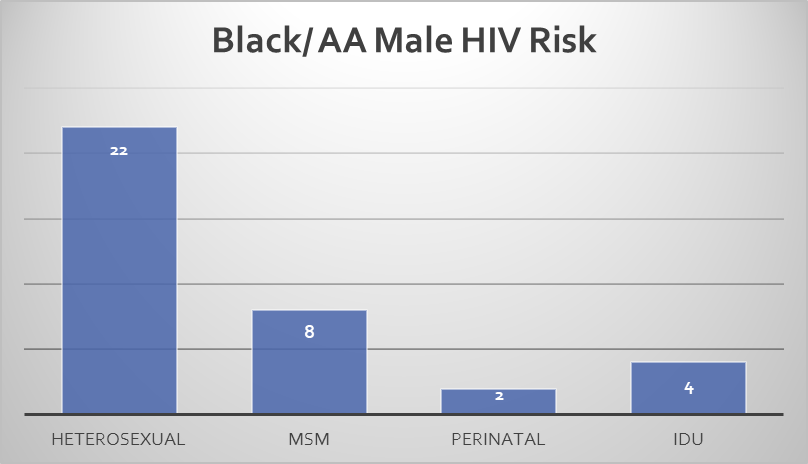 Black/AA Male HIV Risk
22
8
2
4
HETEROSEXUAL
MSM
PERINATAL
IDU